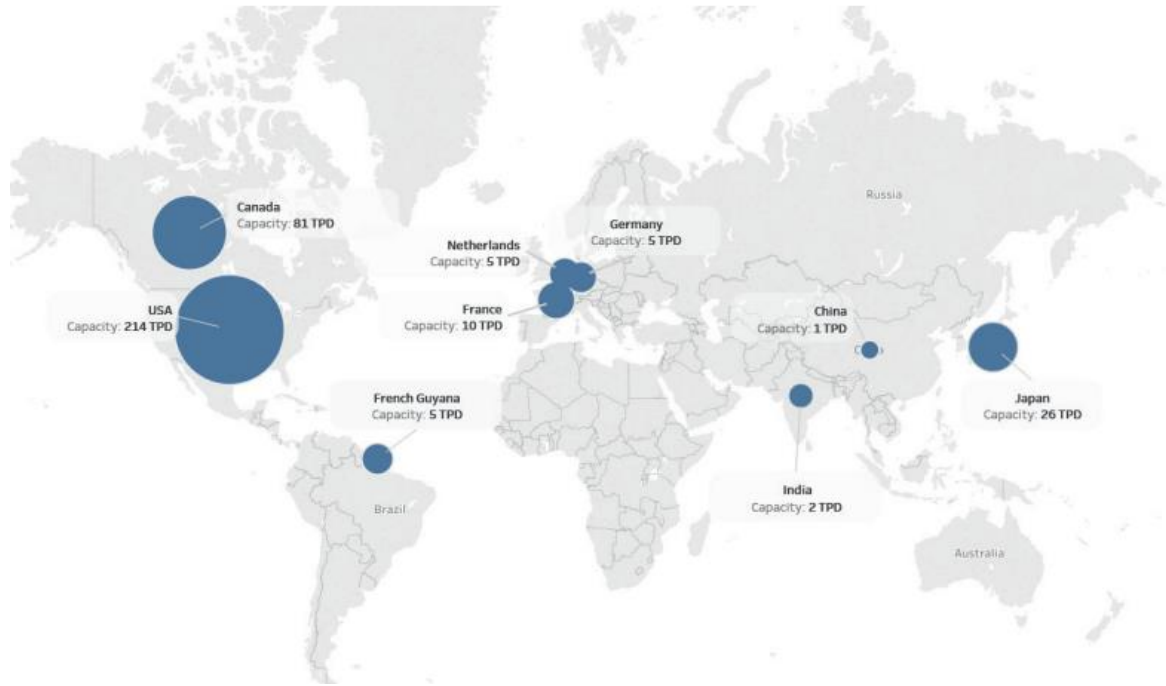 Russia
Canada
Capacity: 81 TPD
Germany
Capacity: 5 TPD
Netherlands
Capacity: 5 TPD
USA
Capacity: 214 TPD
France
Capacity: 10 TPD
China
Capacity: 1 TPD
French Guyana
Capacity: 5 TPD
Japan
Capacity: 26 TPD
India
Capacity: 2 TPD
Brazil
Australia